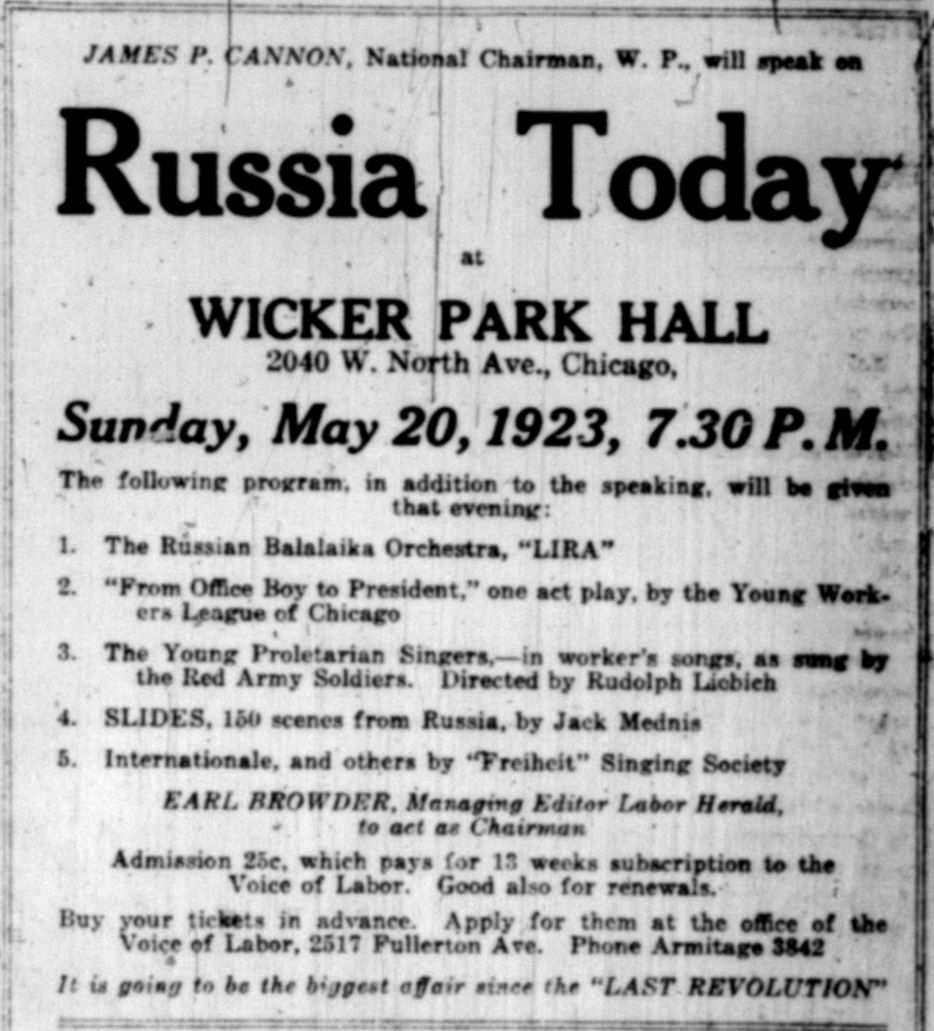 JAMES P. CANNON, National Chairman, W. P., will speak on
Russia Today
at
WICKER PARK HALL
2040 W. North Ave., Chicago,
Sunday, May 20, 1923, 7.30 P. M.
The following program, in addition to the speaking, will be given
that evening:
1. The Russian Balalaika Orchestra, “LIRA”
2. “From Office Boy to President,” one act play, by the Young Work-
ers League of Chicago
3. The Young Proletarian Singers,—in worker's songs, as sung by
the Red Army Soldiers. Directed by Rudolph Liebich
4. SLIDES, 150 scenes from Russia, by Jack Mednis
5. Internationale, and others by “Freiheit” Singing Society
EARL BROWDER, Managing Editor Labor Herald,
to act as Chairman
Admission 25c, which pays for 13 weeks subscription to the
Voice of Labor. Good also for renewals.
Buy your tickets in advance. Apply for them at the office of the
Voice of Labor, 2517 Fullerton Ave. Phone Armitage 3842
It is going to be the biggest affair since the “LAST REVOLUTION”